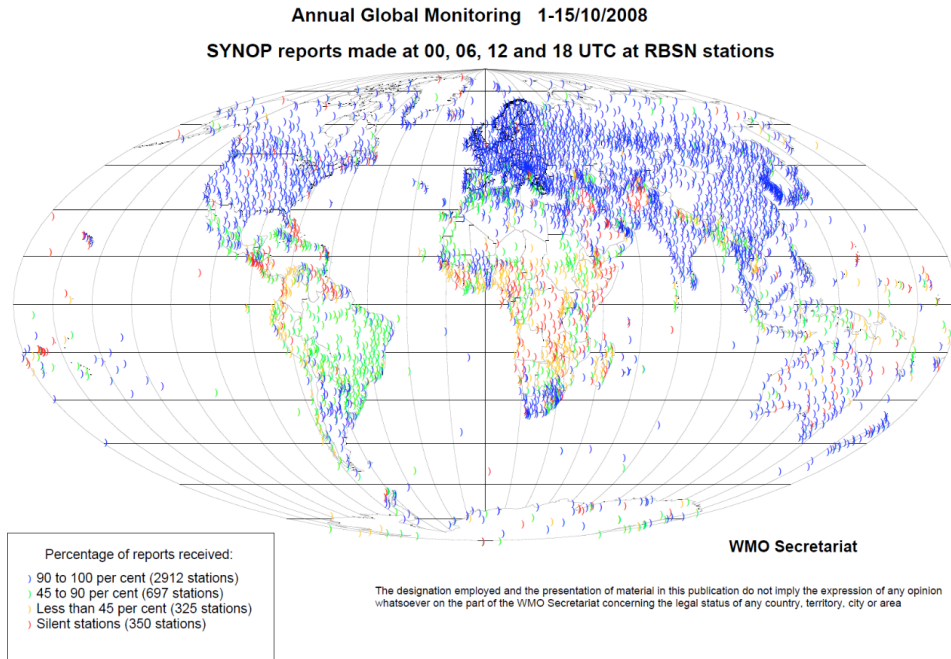 Annual Global Monitoring 1-15/10/2008
SYNOP reports made at 00, 06, 12 and 18 UTC at RBSN stations
WMO Secretariat
Percentage of reports received:
90 to 100 per cent (2912 stations)
45 to 90 per cent (697 stations)
Less than 45 per cent (325 stations)
Silent stations (350 stations)
The designation employed and the presentation of material in this publication do not imply the expression of any opinion
whatsoever on the part of the WMO Secretariat concerning the legal status of any country, territory, city or area